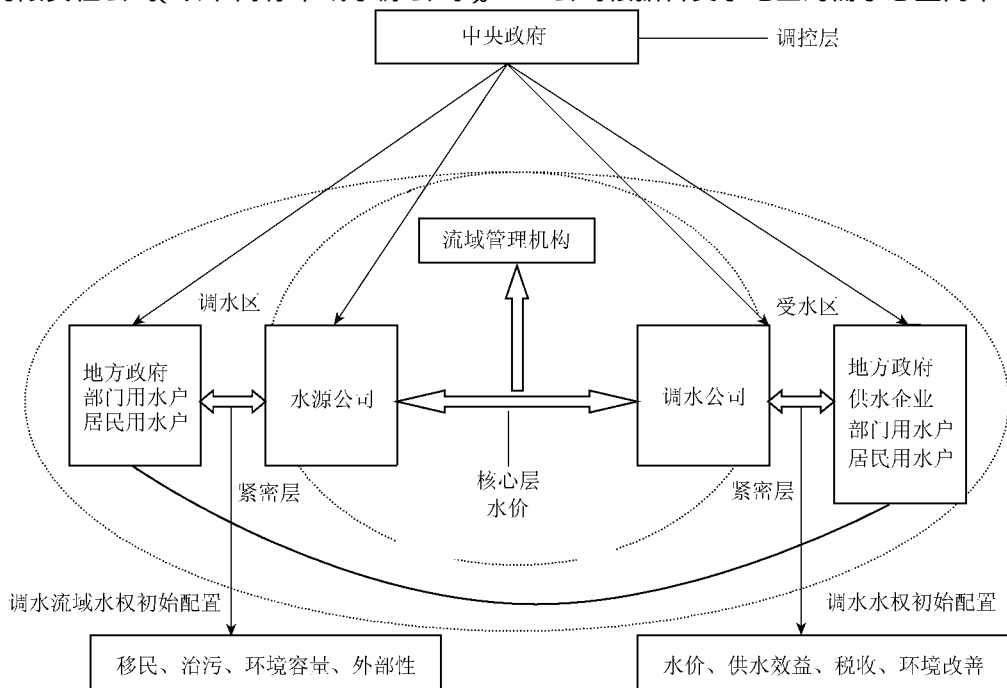 中央政府
调控层
流域管理机构
调水区
受水区
地方政府
部门用水户
居民用水户
水源公司
调水公司
地方政府
供水企业
部门用水户
居民用水户
紧密层
核心层
水价
紧密层
调水流域水权初始配置
调水水权初始配置
移民、治污、环境容量、外部性
水价、供水效益、税收、环境改善